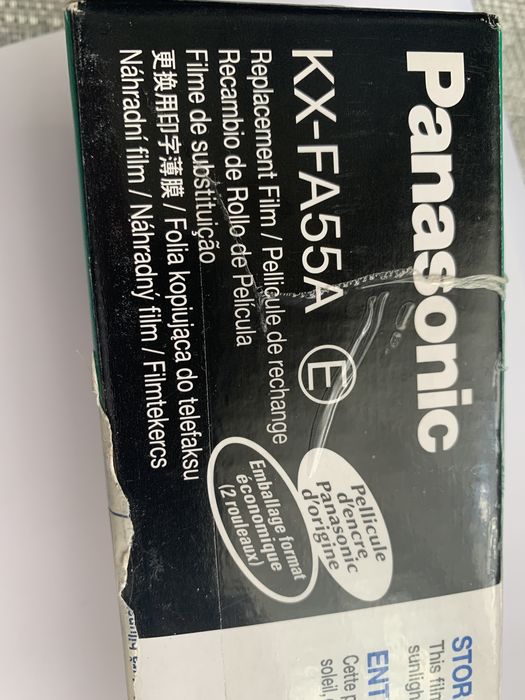 Panasonic
KX-FA55A E
Replacement Film / Pellicule de rechange
Recambio de Rollo de Película
Filme de substituição
更换用印字薄膜 / Folia kopiująca do telefaksu
Náhradní film / Náhradný film / Filmtekercs
Pellicule
d'encre
Panasonic
d'origine
Emballage format
économique
(2 rouleaux)
STOR
This film
sunligh
ENT
Cette p
soleil,